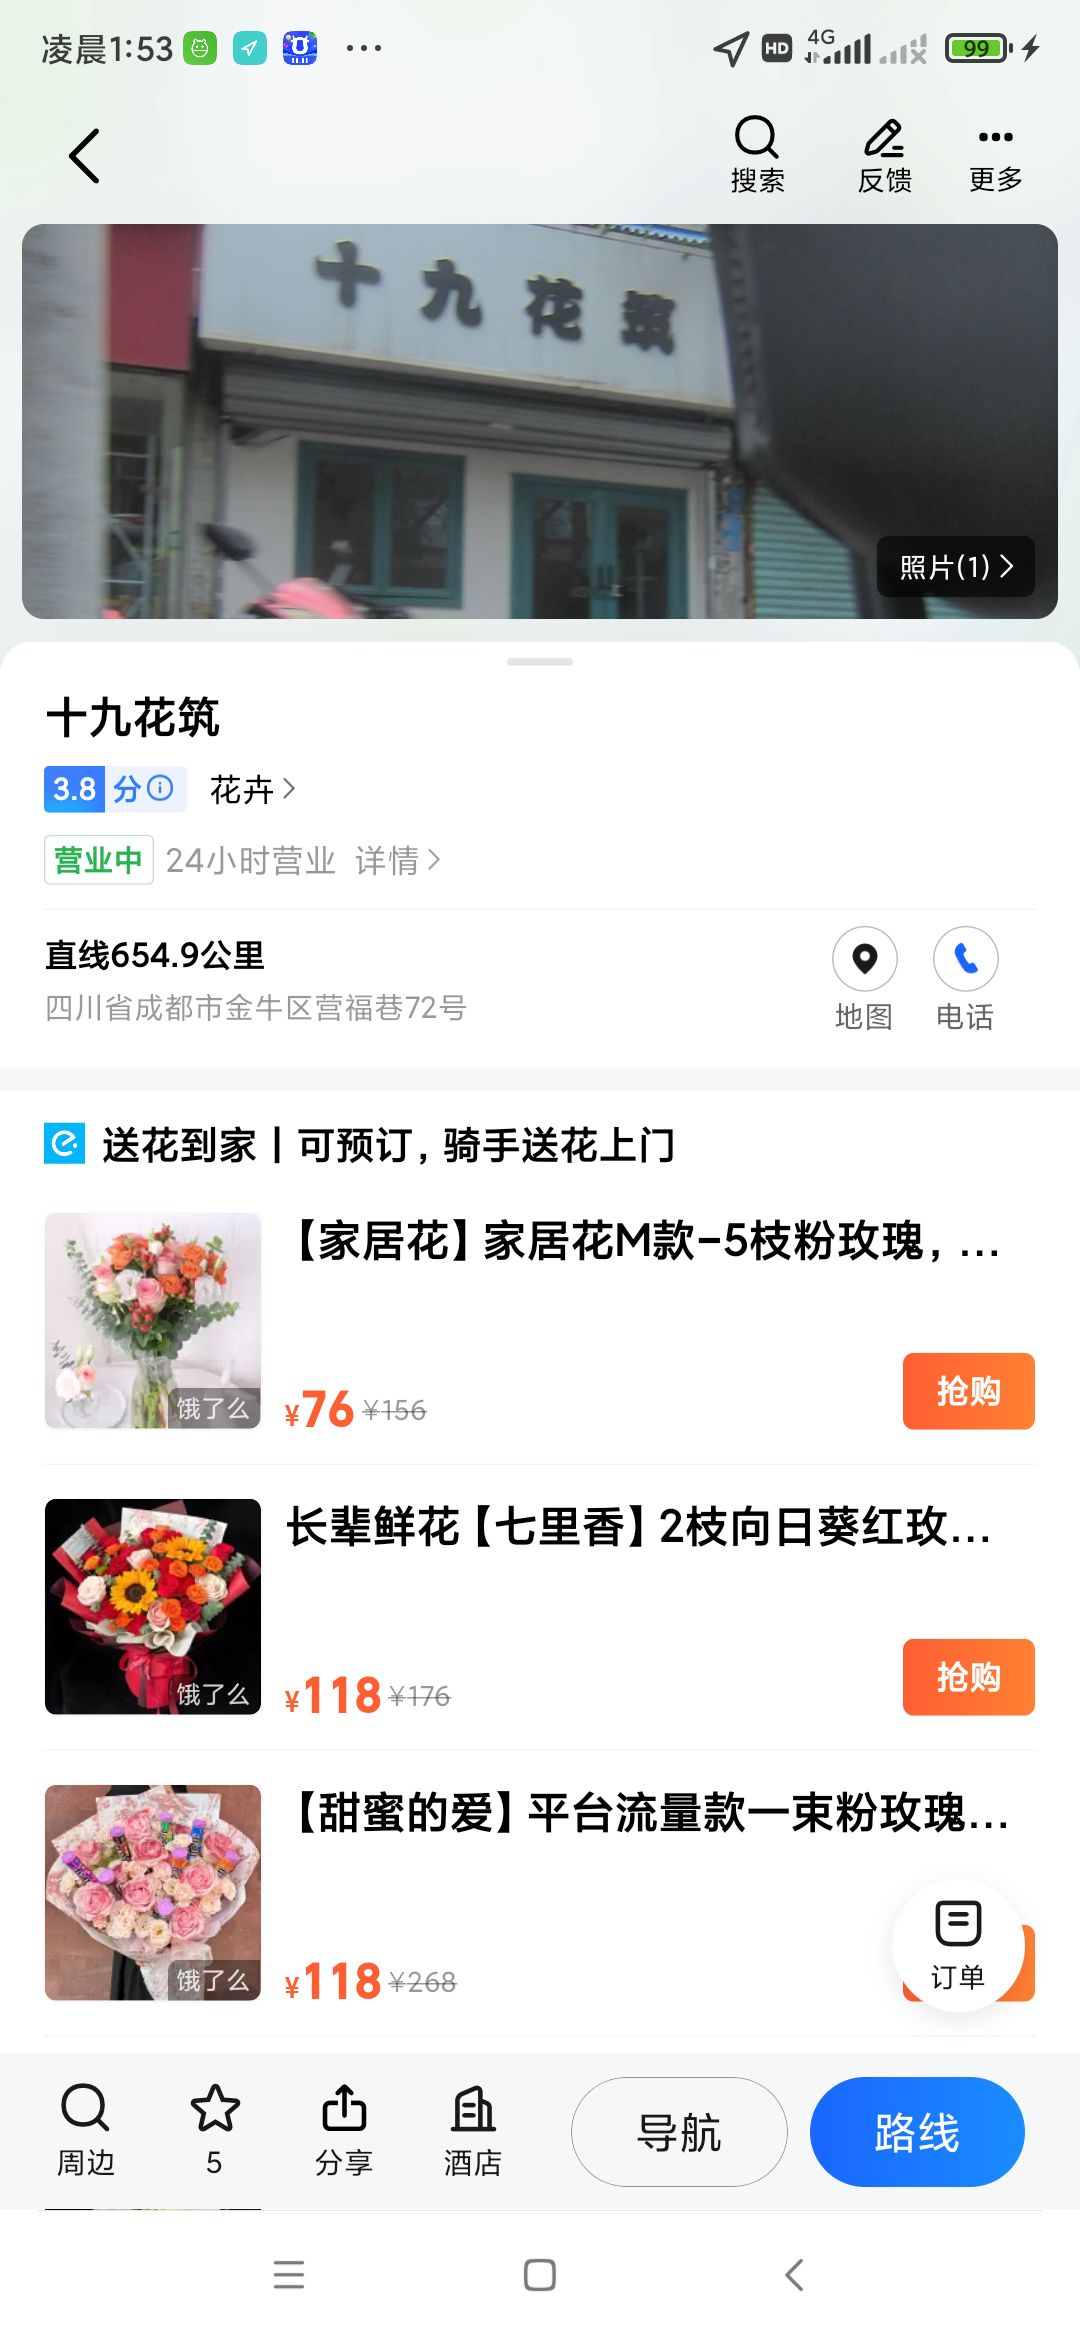 凌晨1:53
HD
4G
99
搜索
反馈
更多
十九花筑
照片(1)
十九花筑
3.8分
花卉
营业中
24小时营业 详情
直线654.9公里
四川省成都市金牛区营福巷72号
地图
电话
送花到家 | 可预订，骑手送花上门
【家居花】家居花M款-5枝粉玫瑰，...
饿了么
¥76 ¥156
抢购
长辈鲜花【七里香】2枝向日葵红玫...
饿了么
¥118 ¥176
抢购
【甜蜜的爱】平台流量款一束粉玫瑰...
饿了么
¥118 ¥268
订单
周边
5
分享
酒店
导航
路线